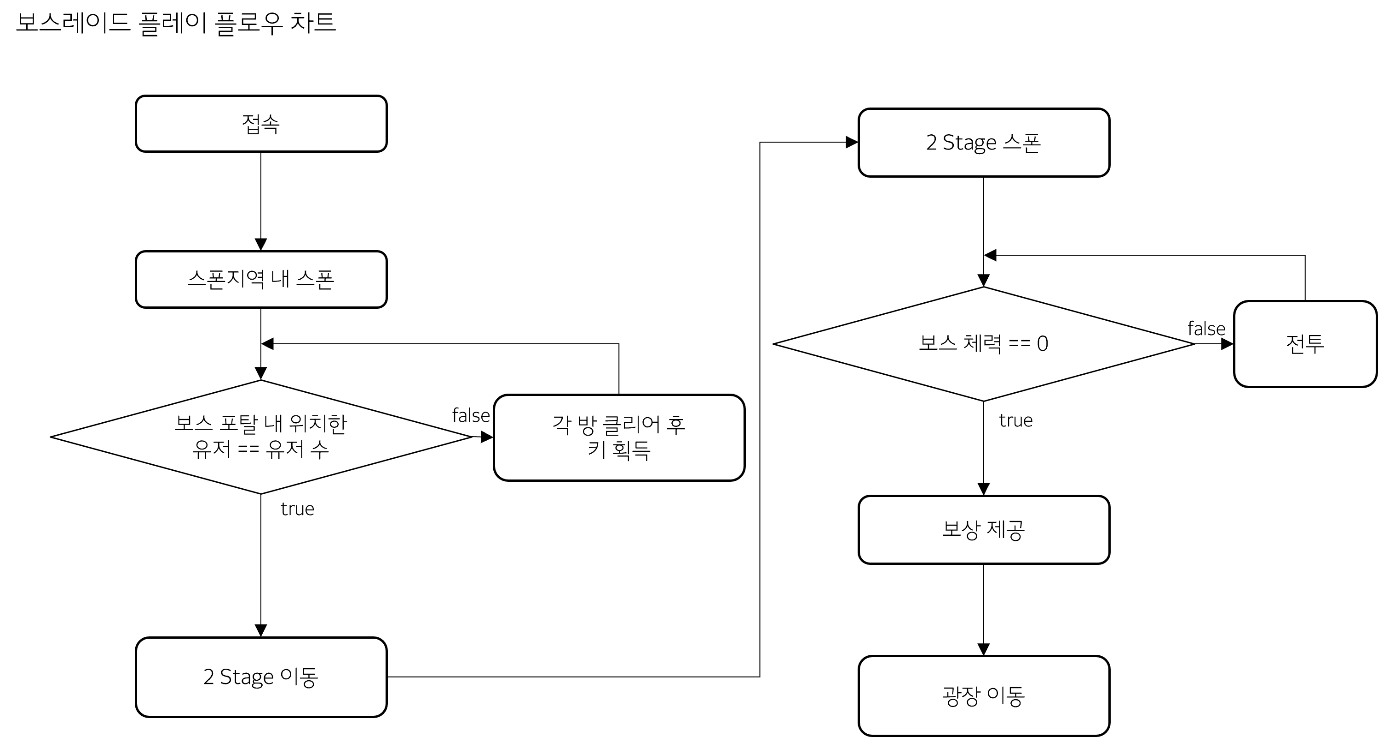 보스레이드 플레이 플로우 차트
접속
스폰지역 내 스폰
보스 포탈 내 위치한
유저 == 유저 수
false
각 방 클리어 후
키 획득
true
2 Stage 이동
2 Stage 스폰
보스 체력 == 0
false
전투
true
보상 제공
광장 이동